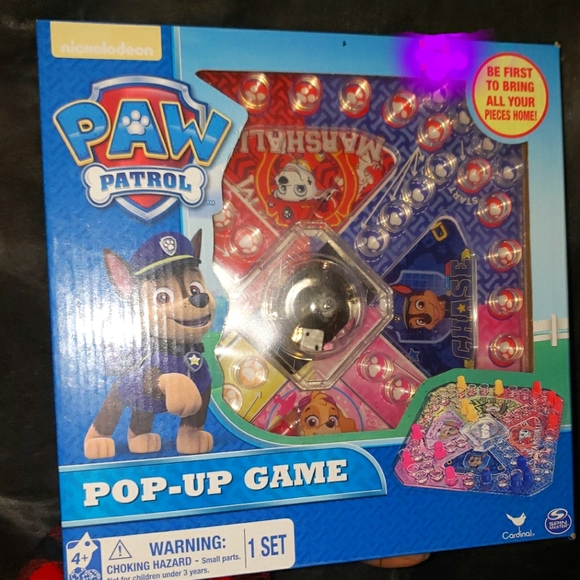 nickelodeon
PAW
PATROL
BE FIRST
TO BRING
ALL YOUR
PIECES HOME!
MARSHALL
START
CHASE
POP-UP GAME
4+
WARNING:
CHOKING HAZARD - Small parts.
Not for children under 3 years.
1 SET
Cardinal
SPIN
MASTER